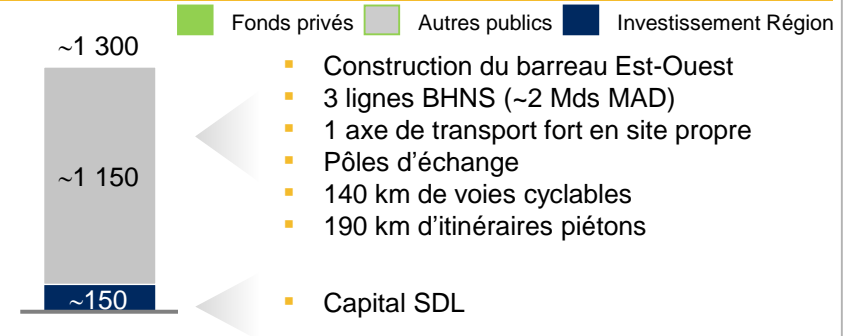 Fonds privés Autres publics Investissement Région
~1 300
▪ Construction du barreau Est-Ouest
▪ 3 lignes BHNS (~2 Mds MAD)
▪ 1 axe de transport fort en site propre
▪ Pôles d'échange
~1 150
▪ 140 km de voies cyclables
▪ 190 km d'itinéraires piétons
~150
▪ Capital SDL